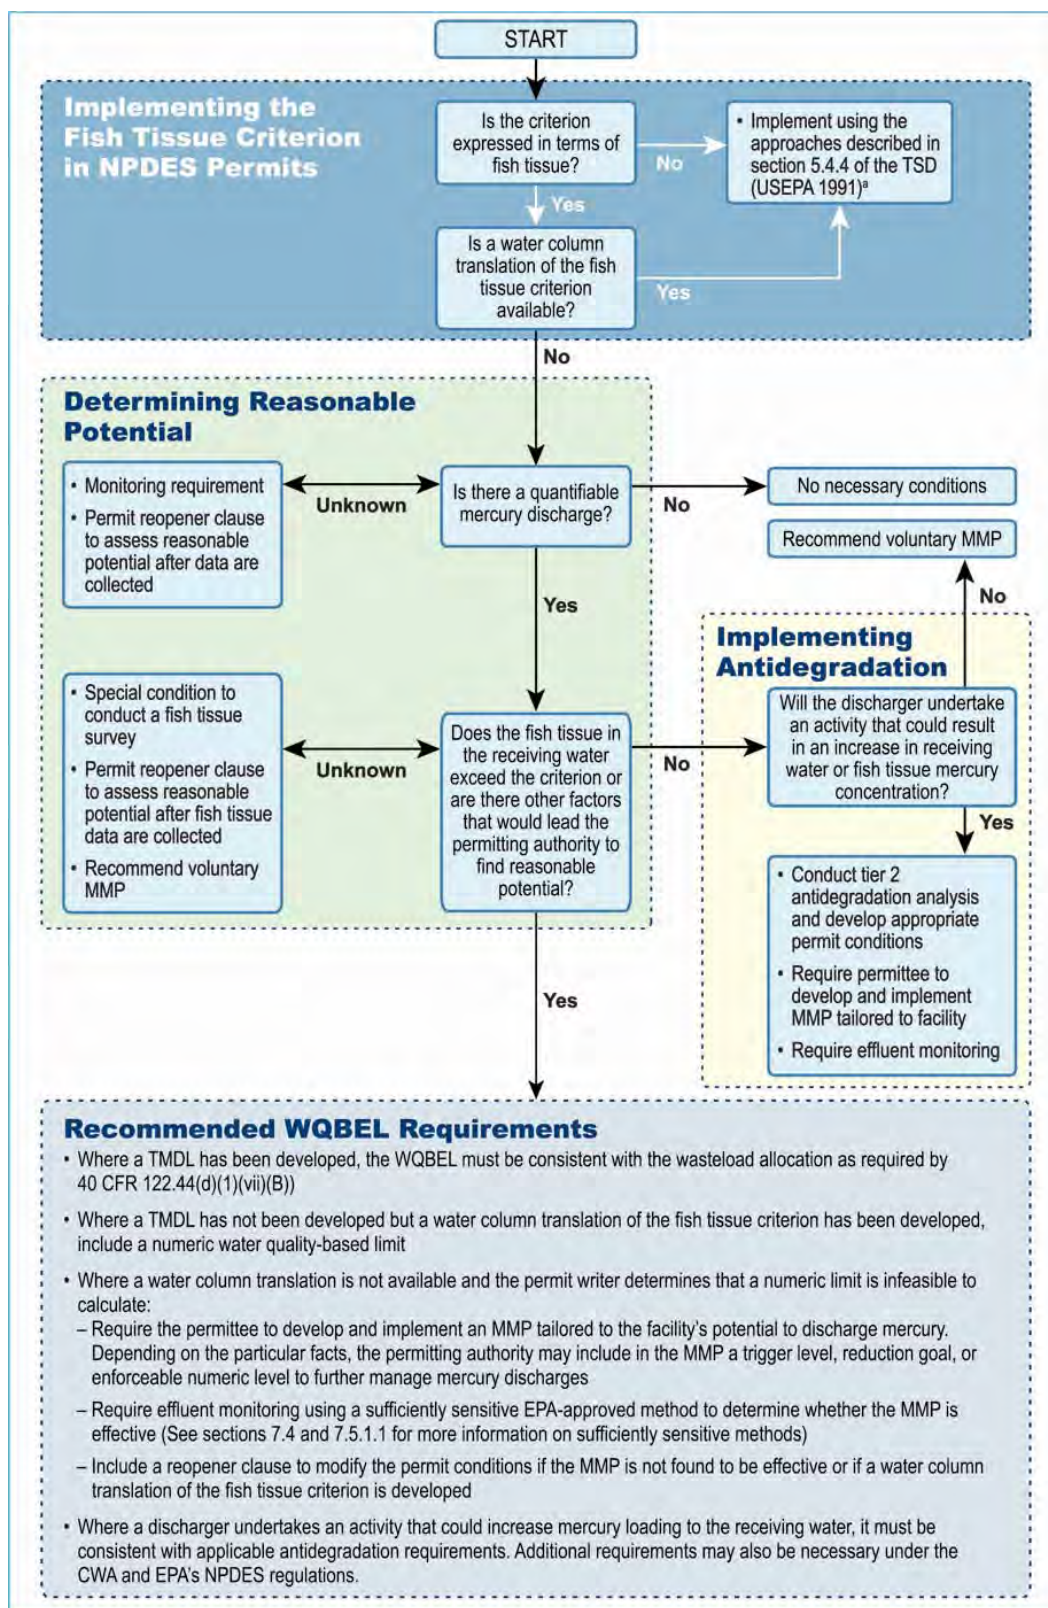 START
Implementing the
Fish Tissue Criterion
in NPDES Permits
Is the criterion
expressed in terms of
fish tissue?
No
• Implement using the
approaches described in
section 5.4.4 of the TSD
(USEPA 1991)ª
Yes
Is a water column
translation of the fish
tissue criterion
available?
Yes
No
Determining Reasonable
Potential
• Monitoring requirement
• Permit reopener clause
to assess reasonable
potential after data are
collected
Unknown
Is there a quantifiable
mercury discharge?
No
No necessary conditions
Recommend voluntary MMP
Yes
No
Implementing
Antidegradation
• Special condition to
conduct a fish tissue
survey
• Permit reopener clause
to assess reasonable
potential after fish tissue
data are collected
• Recommend voluntary
MMP
Unknown
Does the fish tissue in
the receiving water
exceed the criterion or
are there other factors
that would lead the
permitting authority to
find reasonable
potential?
No
Will the discharger undertake
an activity that could result
in an increase in receiving
water or fish tissue mercury
concentration?
Yes
• Conduct tier 2
antidegradation analysis
and develop appropriate
permit conditions
• Require permittee to
develop and implement
MMP tailored to facility
• Require effluent monitoring
Yes
Recommended WQBEL Requirements
• Where a TMDL has been developed, the WQBEL must be consistent with the wasteload allocation as required by
40 CFR 122.44(d)(1)(vii)(B))
• Where a TMDL has not been developed but a water column translation of the fish tissue criterion has been developed,
include a numeric water quality-based limit
• Where a water column translation is not available and the permit writer determines that a numeric limit is infeasible to
calculate:
– Require the permittee to develop and implement an MMP tailored to the facility's potential to discharge mercury.
Depending on the particular facts, the permitting authority may include in the MMP a trigger level, reduction goal, or
enforceable numeric level to further manage mercury discharges
– Require effluent monitoring using a sufficiently sensitive EPA-approved method to determine whether the MMP is
effective (See sections 7.4 and 7.5.1.1 for more information on sufficiently sensitive methods)
– Include a reopener clause to modify the permit conditions if the MMP is not found to be effective or if a water column
translation of the fish tissue criterion is developed
• Where a discharger undertakes an activity that could increase mercury loading to the receiving water, it must be
consistent with applicable antidegradation requirements. Additional requirements may also be necessary under the
CWA and EPA's NPDES regulations.